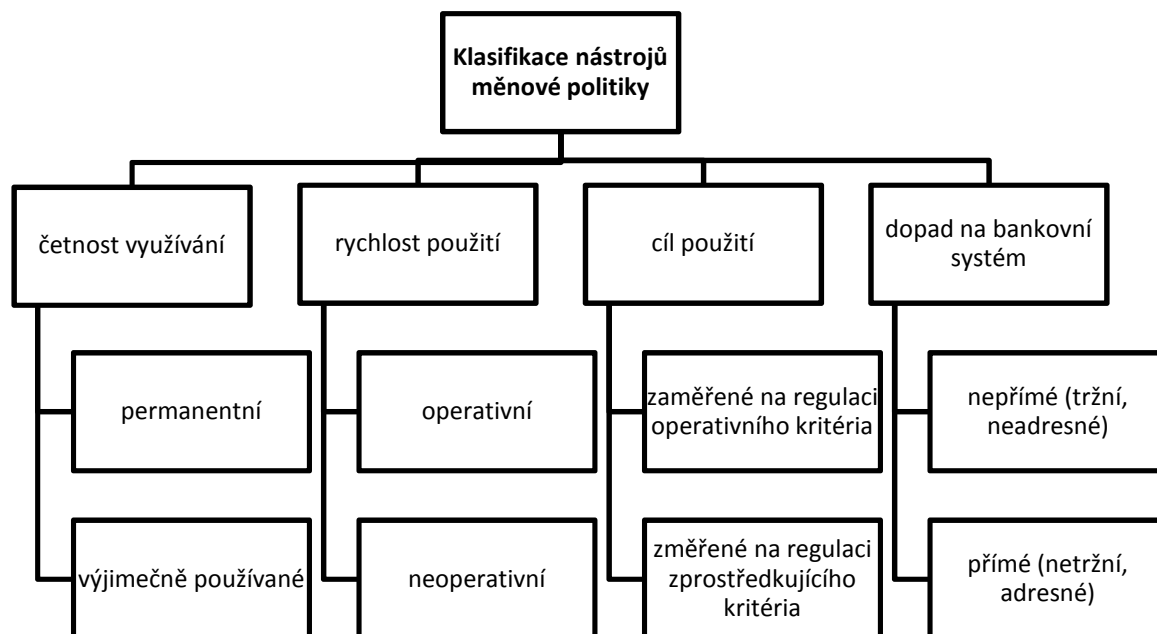 Klasifikace nástrojů
měnové politiky
četnost využívání
rychlost použití
cíl použití
dopad na bankovní
systém
permanentní
operativní
zaměřené na regulaci
operativního kritéria
nepřímé (tržní,
neadresné)
výjimečně používané
neoperativní
změřené na regulaci
zprostředkujícího
kritéria
přímé (netržní,
adresné)